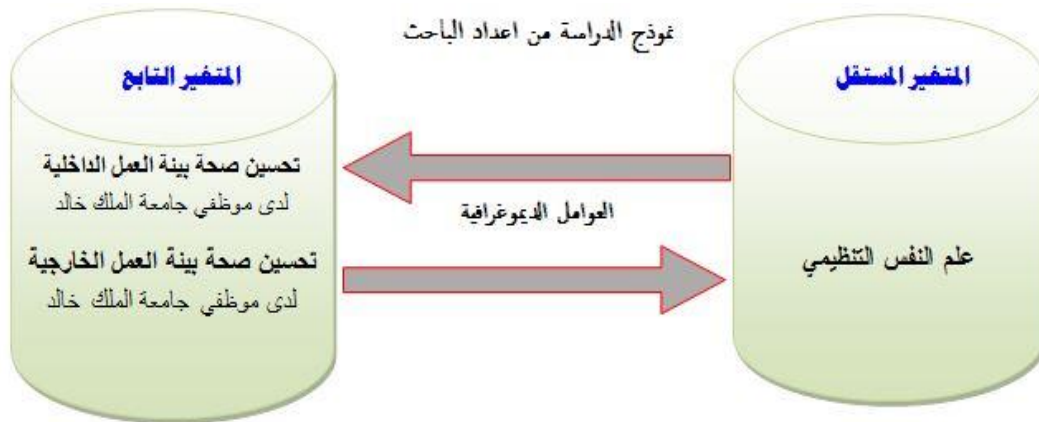 نموذج الدراسة من اعداد الباحث
المتغير المستقل
علم النفس التنظيمي
العوامل الديموغرافية
المتغير التابع
تحسين صحة بيئة العمل الداخلية
لدى موظفي جامعة الملك خالد
تحسين صحة بيئة العمل الخارجية
لدى موظفي جامعة الملك خالد